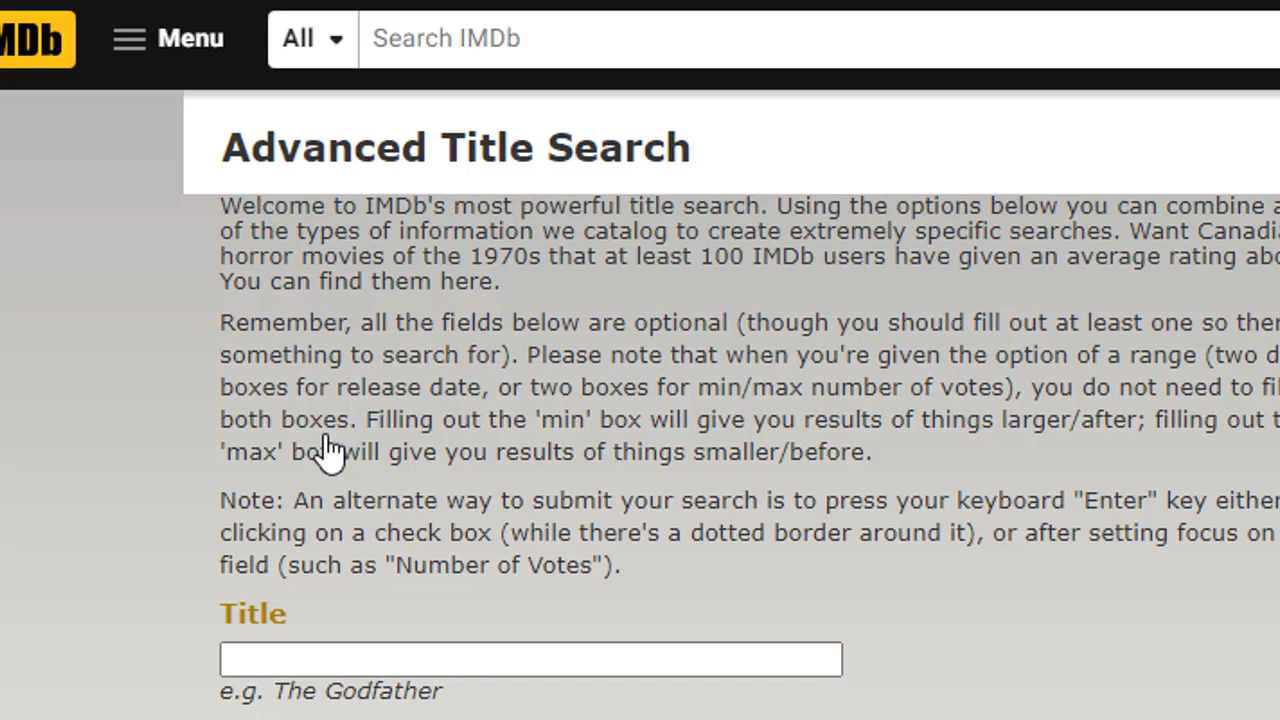 MDb Menu All Search IMDb
Advanced Title Search
Welcome to IMDb's most powerful title search. Using the options below you can combine a
of the types of information we catalog to create extremely specific searches. Want Canadi
horror movies of the 1970s that at least 100 IMDb users have given an average rating abo
You can find them here.
Remember, all the fields below are optional (though you should fill out at least one so ther
something to search for). Please note that when you're given the option of a range (two d
boxes for release date, or two boxes for min/max number of votes), you do not need to fil
both boxes. Filling out the 'min' box will give you results of things larger/after; filling out t
'max' box will give you results of things smaller/before.
Note: An alternate way to submit your search is to press your keyboard "Enter" key either
clicking on a check box (while there's a dotted border around it), or after setting focus on
field (such as "Number of Votes").
Title
e.g. The Godfather